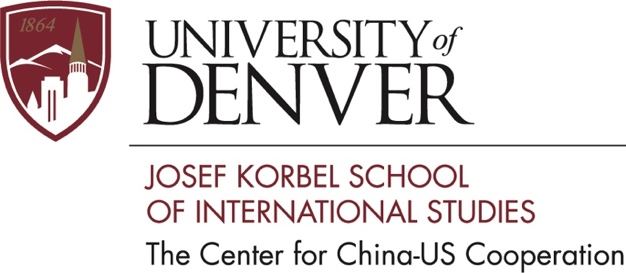 1864
UNIVERSITY of
DENVER
JOSEF KORBEL SCHOOL
OF INTERNATIONAL STUDIES
The Center for China-US Cooperation